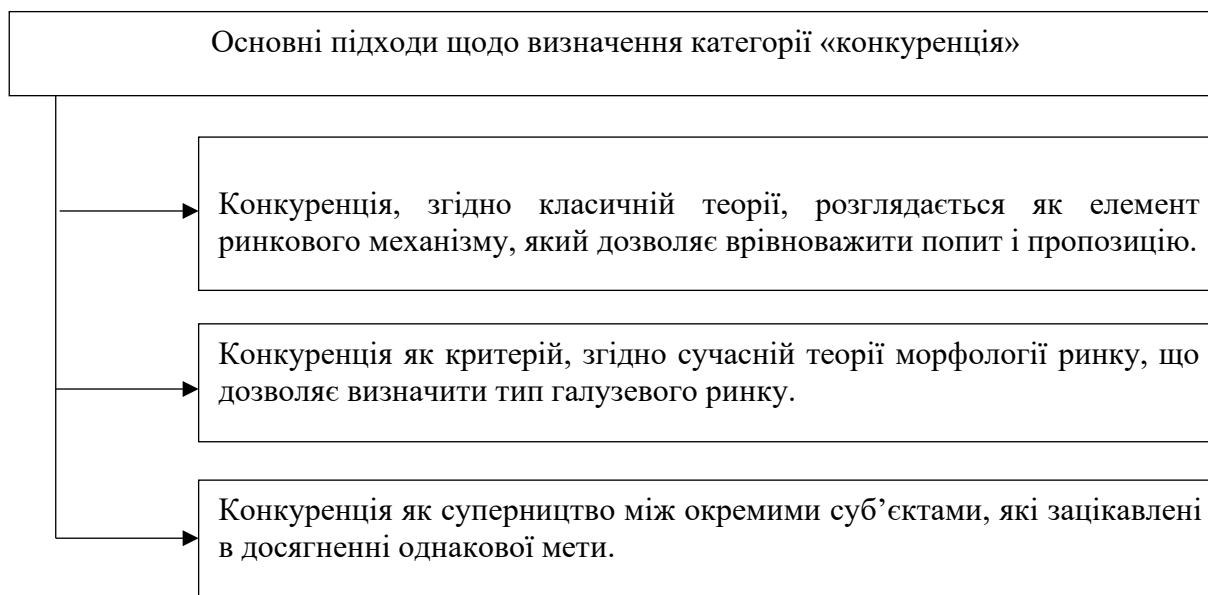 Основні підходи щодо визначення категорії «конкуренція»
Конкуренція, згідно класичній теорії, розглядається як елемент
ринкового механізму, який дозволяє врівноважити попит і пропозицію.
Конкуренція як критерій, згідно сучасній теорії морфології ринку, що
дозволяє визначити тип галузевого ринку.
Конкуренція як суперництво між окремими суб’єктами, які зацікавлені
в досягненні однакової мети.